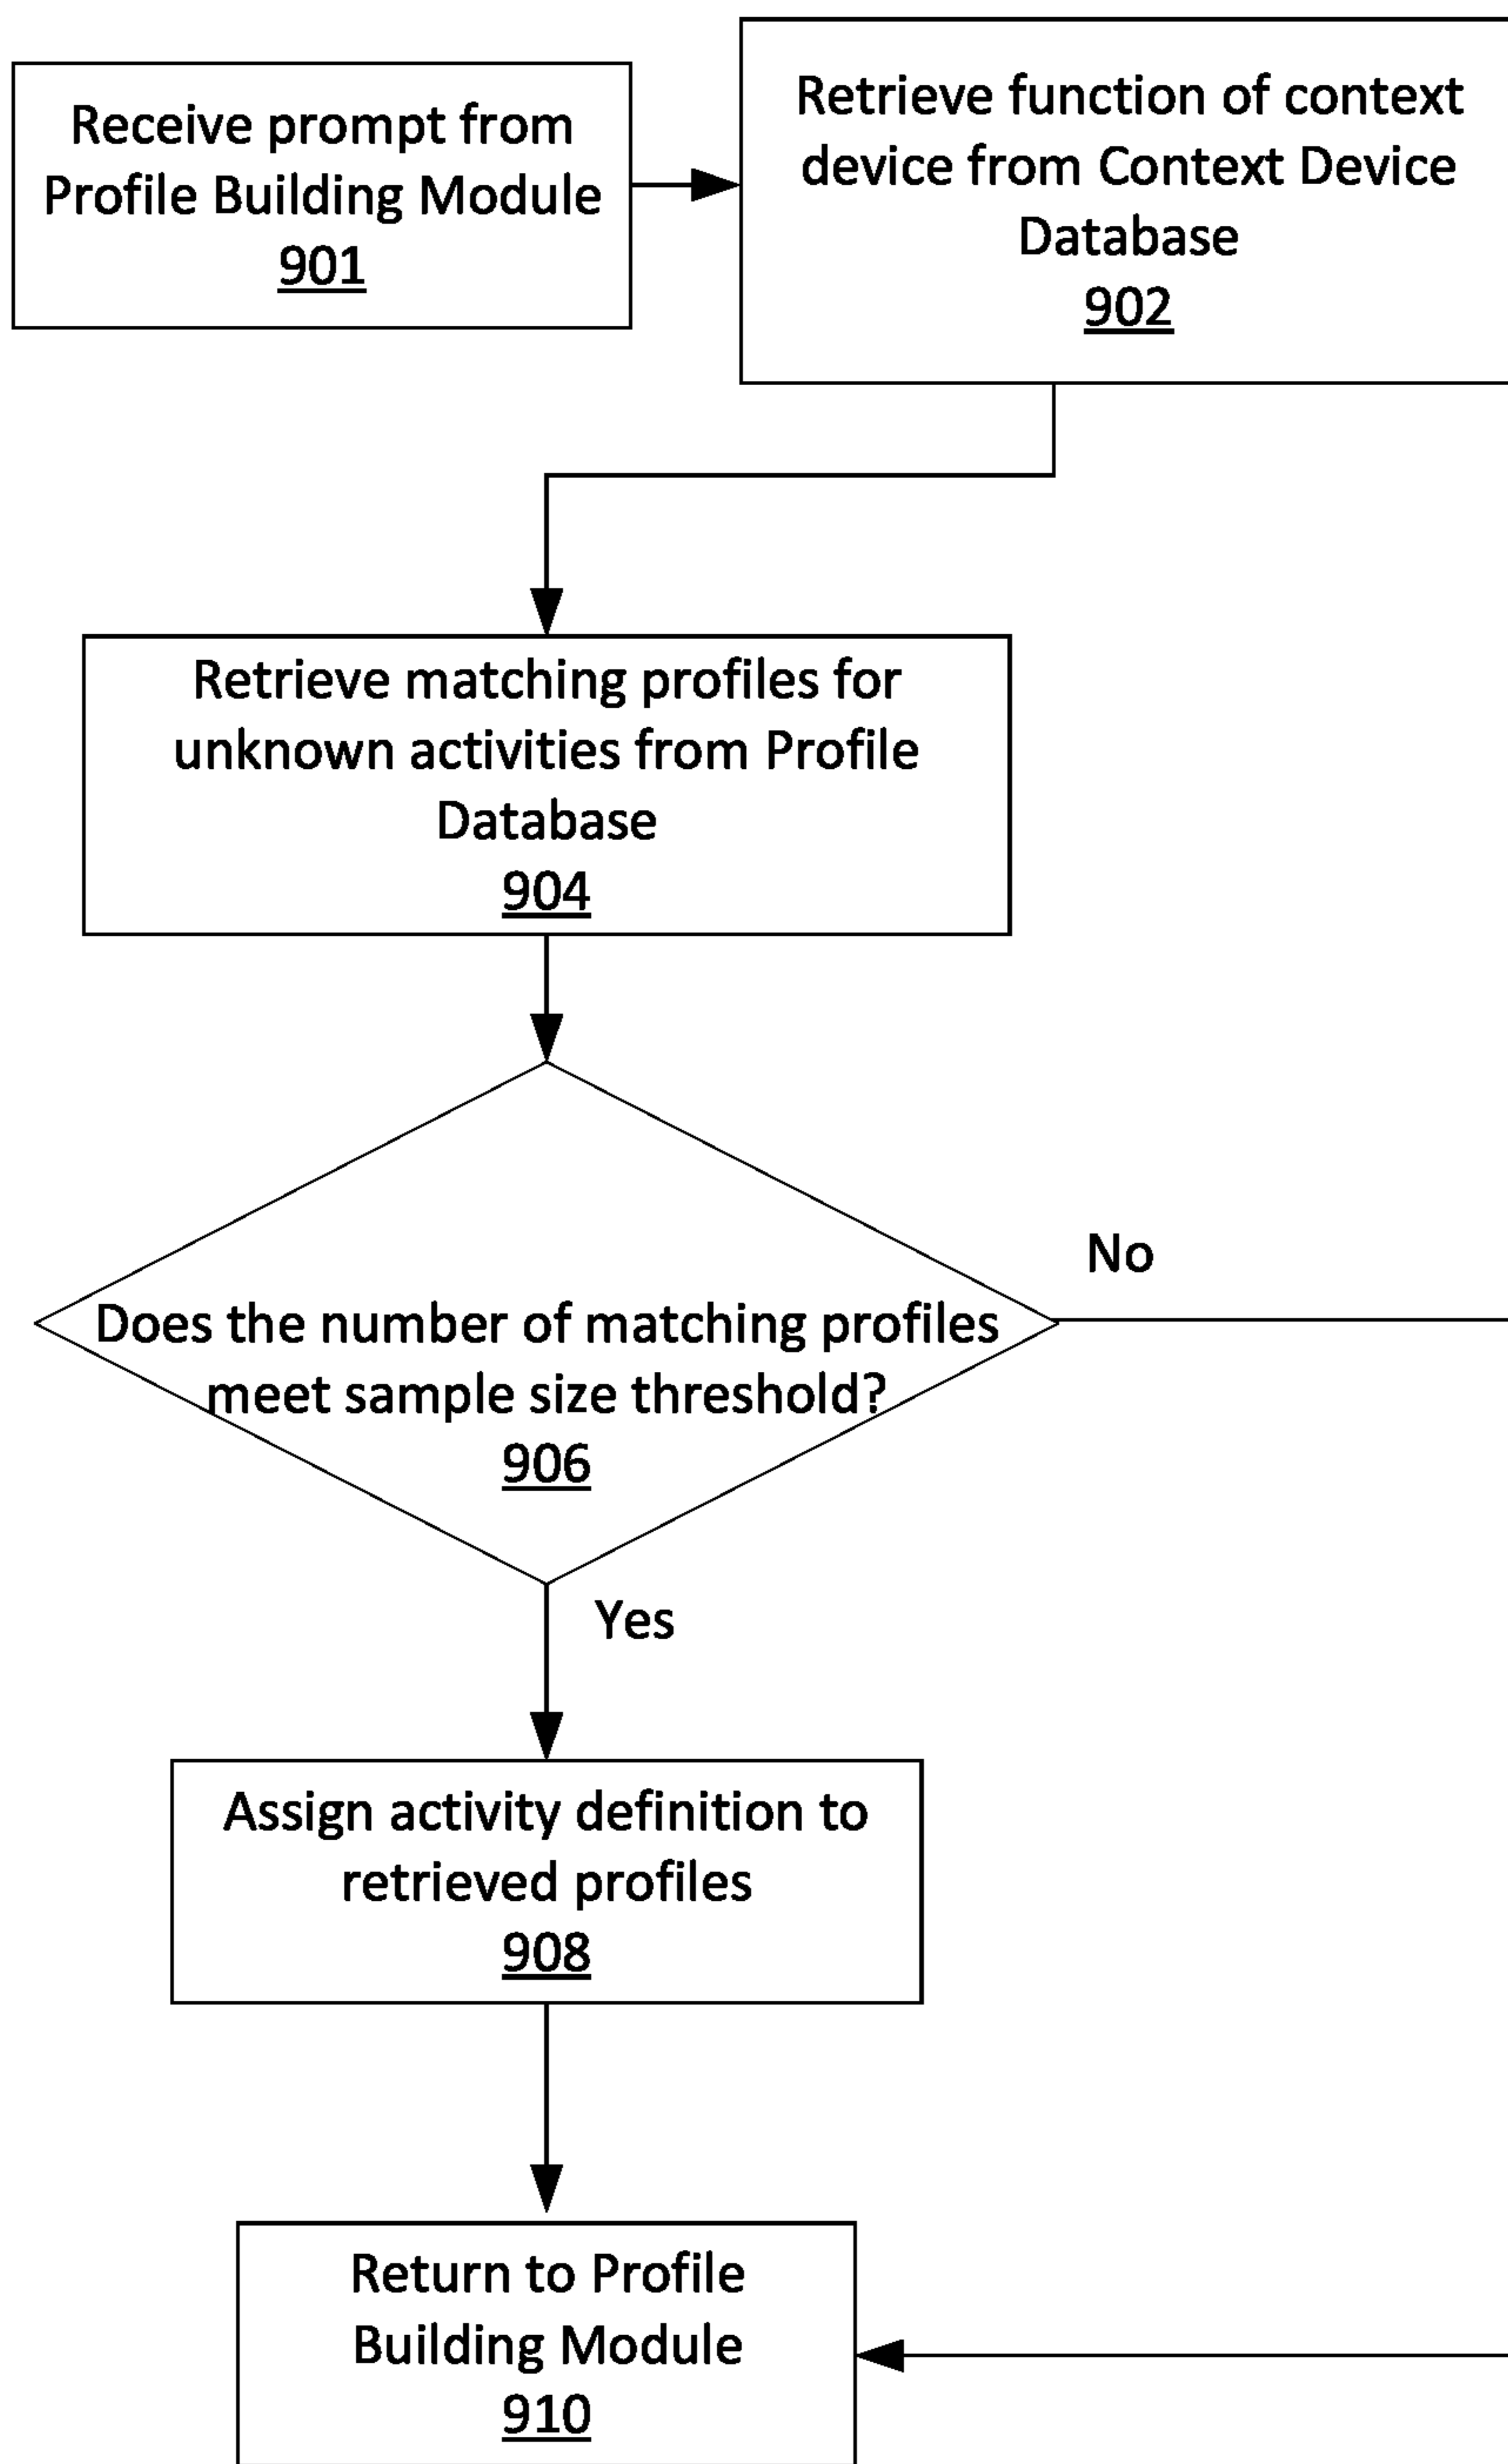 Receive prompt from
Profile Building Module
901
Retrieve function of context
device from Context Device
Database
902
Retrieve matching profiles for
unknown activities from Profile
Database
904
Does the number of matching profiles
meet sample size threshold?
906
No
Yes
Assign activity definition to
retrieved profiles
908
Return to Profile
Building Module
910